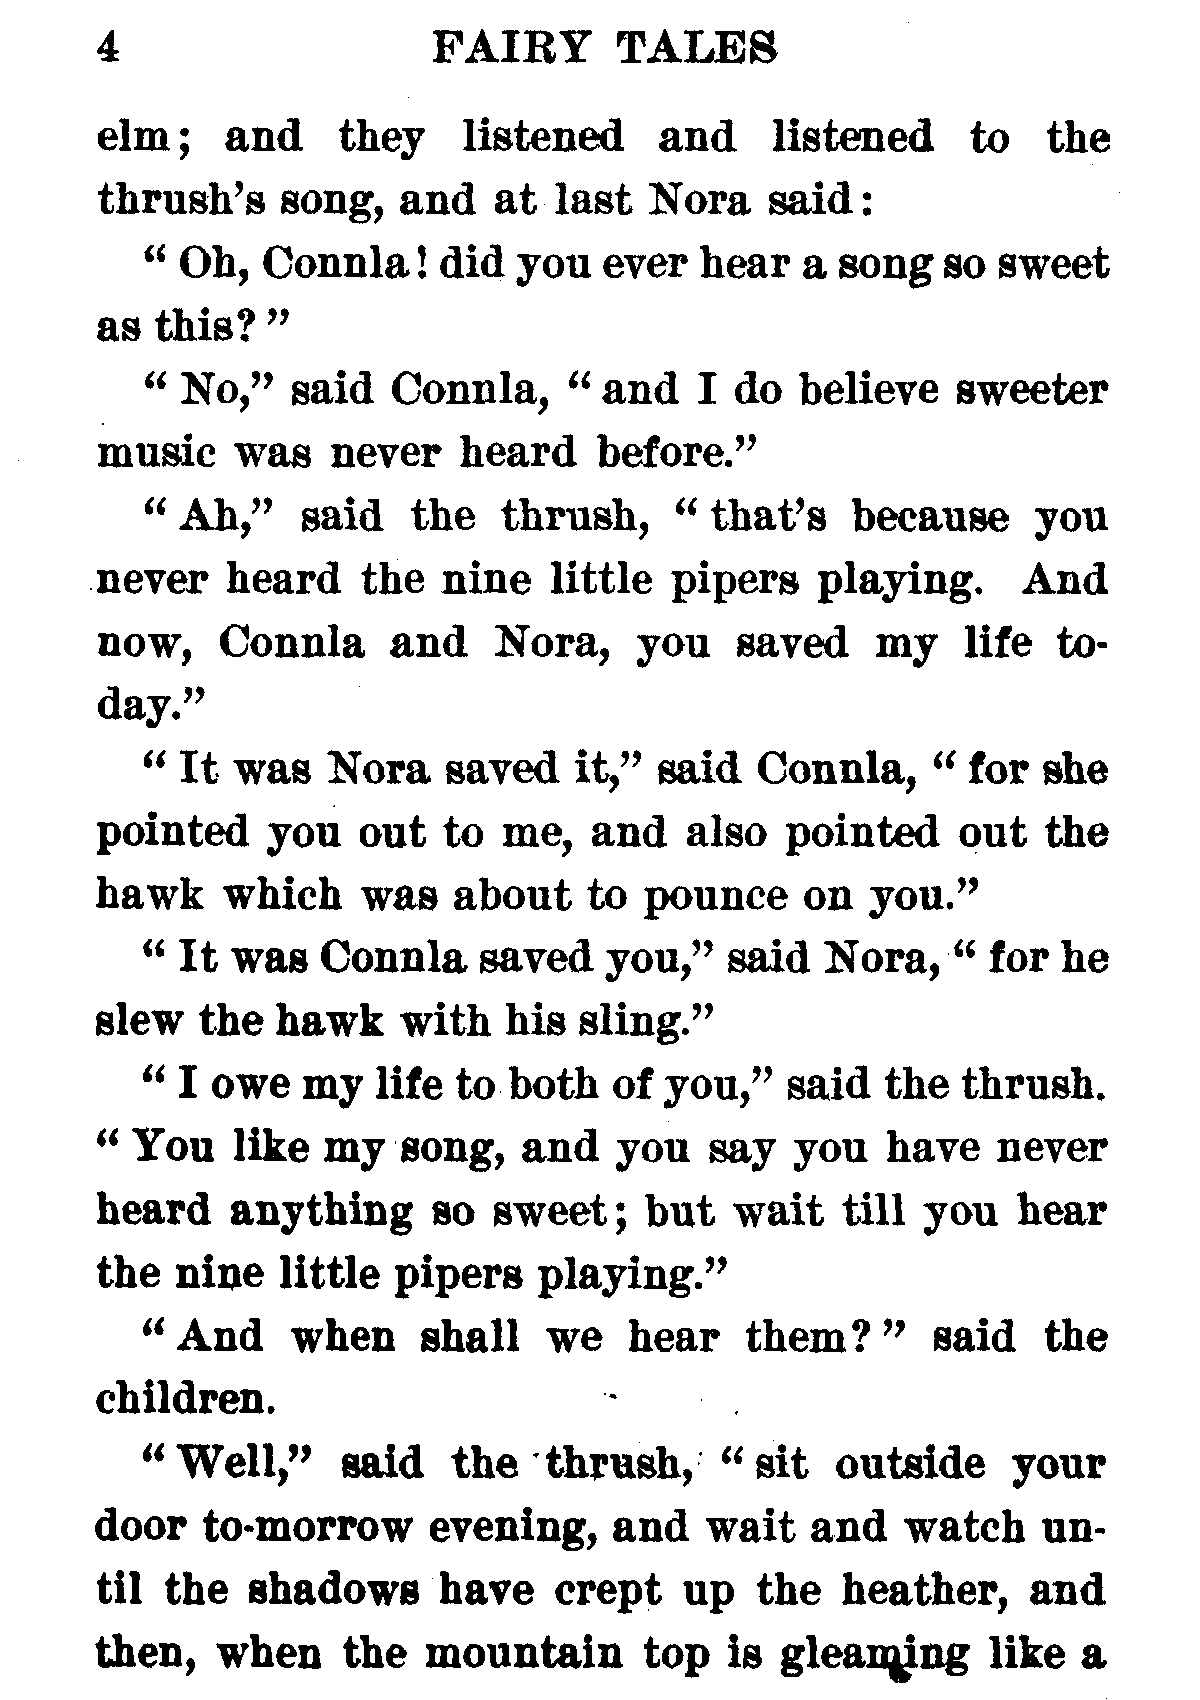 4 FAIRY TALES
elm; and they listened and listened to the
thrush's song, and at last Nora said:
“Oh, Connla! did you ever hear a song so sweet
as this?”
“No,” said Connla, “and I do believe sweeter
music was never heard before.”
“Ah,” said the thrush, “that's because you
never heard the nine little pipers playing. And
now, Connla and Nora, you saved my life to-
day.”
“It was Nora saved it,” said Connla, “for she
pointed you out to me, and also pointed out the
hawk which was about to pounce on you.”
“It was Connla saved you,” said Nora, “for he
slew the hawk with his sling.”
“I owe my life to both of you,” said the thrush.
“You like my song, and you say you have never
heard anything so sweet; but wait till you hear
the nine little pipers playing.”
“And when shall we hear them?” said the
children.
“Well,” said the thrush, “sit outside your
door to-morrow evening, and wait and watch un-
til the shadows have crept up the heather, and
then, when the mountain top is gleaming like a